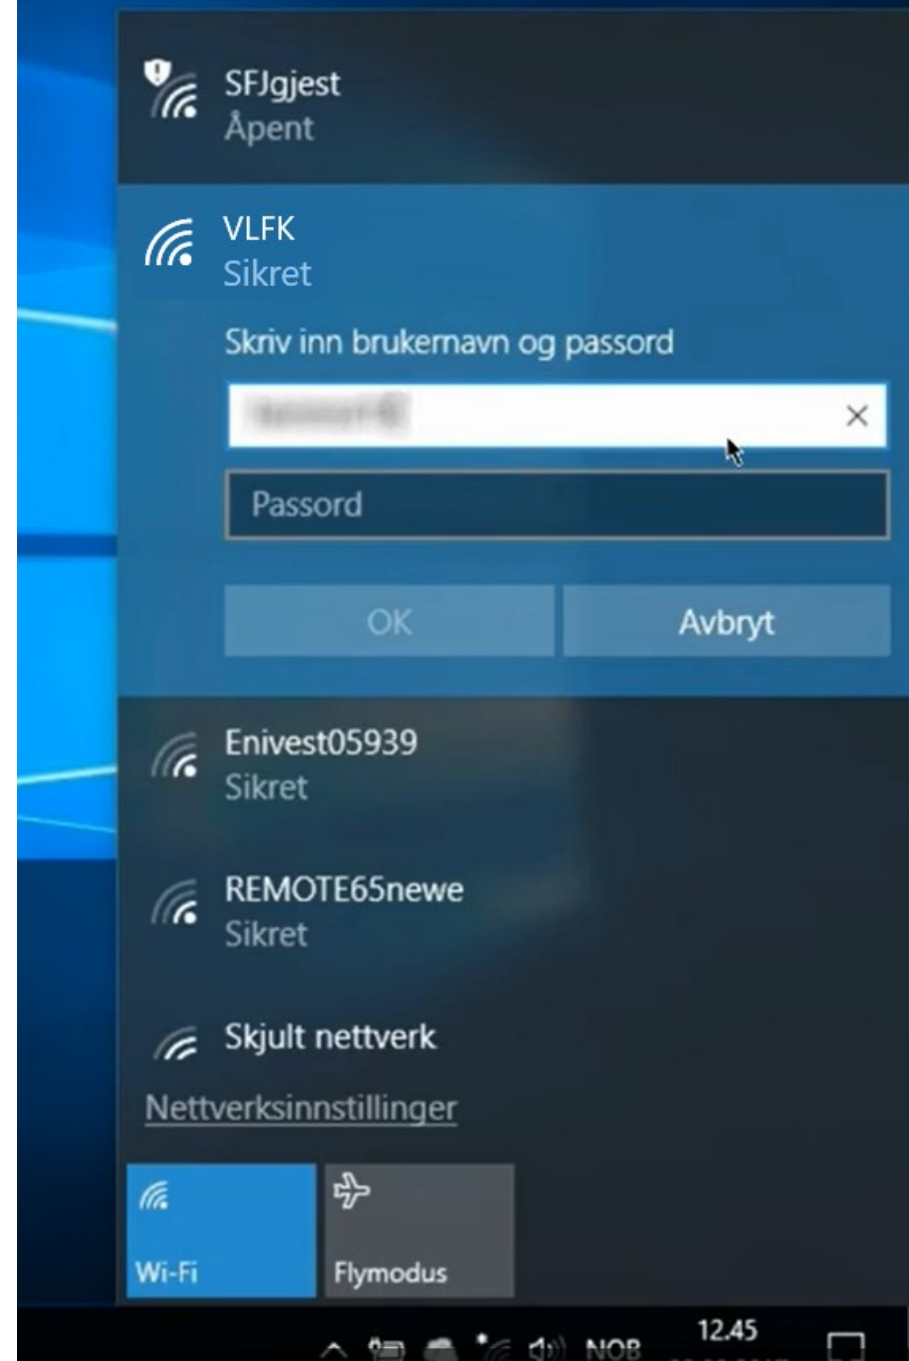 SFJgjest
Åpent
VLFK
Sikret
Skriv inn brukernavn og passord
Passord
OK
Avbryt
Enivest05939
Sikret
REMOTE65newe
Sikret
Skjult nettverk
Nettverksinnstillinger
Wi-Fi
Flymodus
NOB
12.45